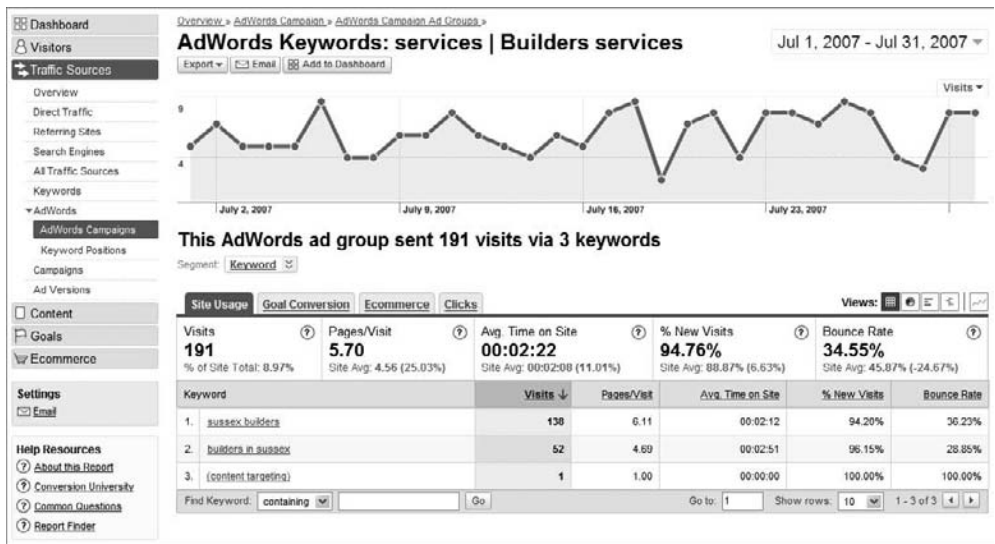 Dashboard
Visitors
Traffic Sources
Overview
Direct Traffic
Referring Sites
Search Engines
All Traffic Sources
Keywords
AdWords
AdWords Campaigns
Keyword Positions
Campaigns
Ad Versions
Content
Goals
Ecommerce
Settings
Email
Help Resources
About this Report
Conversion University
Common Questions
Report Finder
Overview » AdWords Campaign » AdWords Campaign Ad Groups »
AdWords Keywords: services | Builders services
Jul 1, 2007 - Jul 31, 2007
Export Email Add to Dashboard
Visits
9
4
July 2, 2007 July 9, 2007 July 16, 2007 July 23, 2007
This AdWords ad group sent 191 visits via 3 keywords
Segment: Keyword
Site Usage Goal Conversion Ecommerce Clicks Views:
Visits ? Pages/Visit ? Avg. Time on Site ? % New Visits ? Bounce Rate ?
191 5.70 00:02:22 94.76% 34.55%
% of Site Total: 8.97% Site Avg: 4.56 (25.03%) Site Avg: 00:02:08 (11.01%) Site Avg: 88.87% (6.63%) Site Avg: 45.87% (-24.67%)
Keyword Visits ↓ Pages/Visit Avg. Time on Site % New Visits Bounce Rate
1. sussex builders 138 6.11 00:02:12 94.20% 36.23%
2. builders in sussex 52 4.69 00:02:51 96.15% 28.85%
3. (content targeting) 1 1.00 00:00:00 100.00% 100.00%
Find Keyword: containing Go Go to: 1 Show rows: 10 1 - 3 of 3